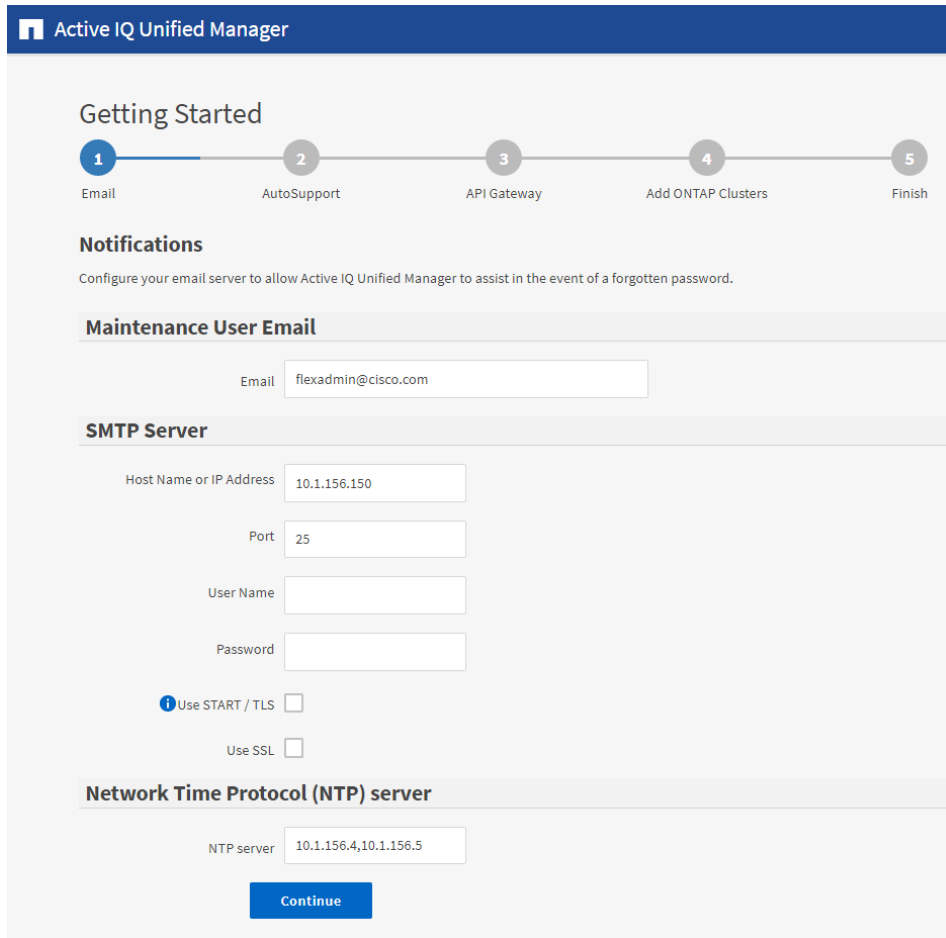 Active IQ Unified Manager
Getting Started
1 2 3 4 5
Email AutoSupport API Gateway Add ONTAP Clusters Finish
Notifications
Configure your email server to allow Active IQ Unified Manager to assist in the event of a forgotten password.
Maintenance User Email
Email flexadmin@cisco.com
SMTP Server
Host Name or IP Address 10.1.156.150
Port 25
User Name
Password
i Use START / TLS
Use SSL
Network Time Protocol (NTP) server
NTP server 10.1.156.4,10.1.156.5
Continue